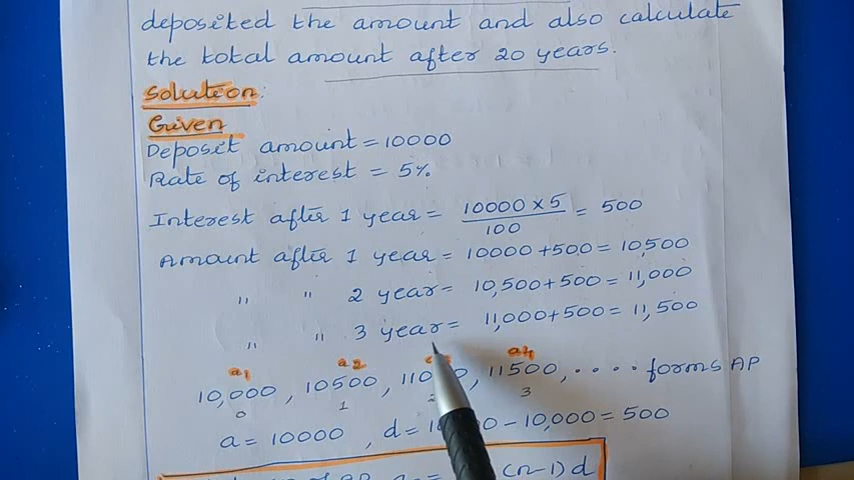 deposited the amount and also calculate
the total amount after 20 years.
Solution:
Given
Deposit amount = 10000
Rate of interest = 5%
Interest after 1 year = 10000 × 5 / 100 = 500
Amount after 1 year = 10000 + 500 = 10,500
" " 2 year = 10,500 + 500 = 11,000
" " 3 year = 11,000 + 500 = 11,500
a1 a2 a4
10,000, 10500, 11500, .... forms AP
0 1 3
a = 10000, d = - 10,000 = 500
of AP = (n-1)d